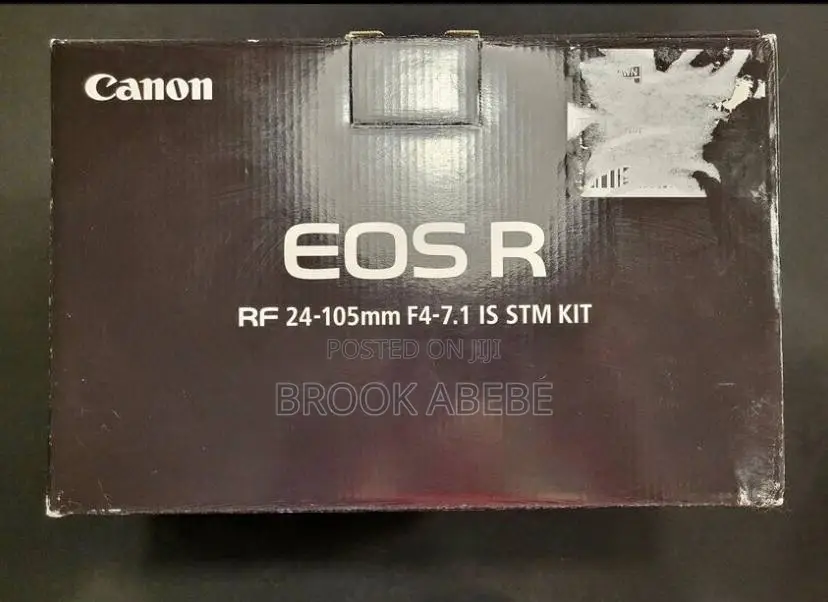 Canon
EOS R
RF 24-105mm F4-7.1 IS STM KIT
POSTED ON JIJI
BROOK ABEBE